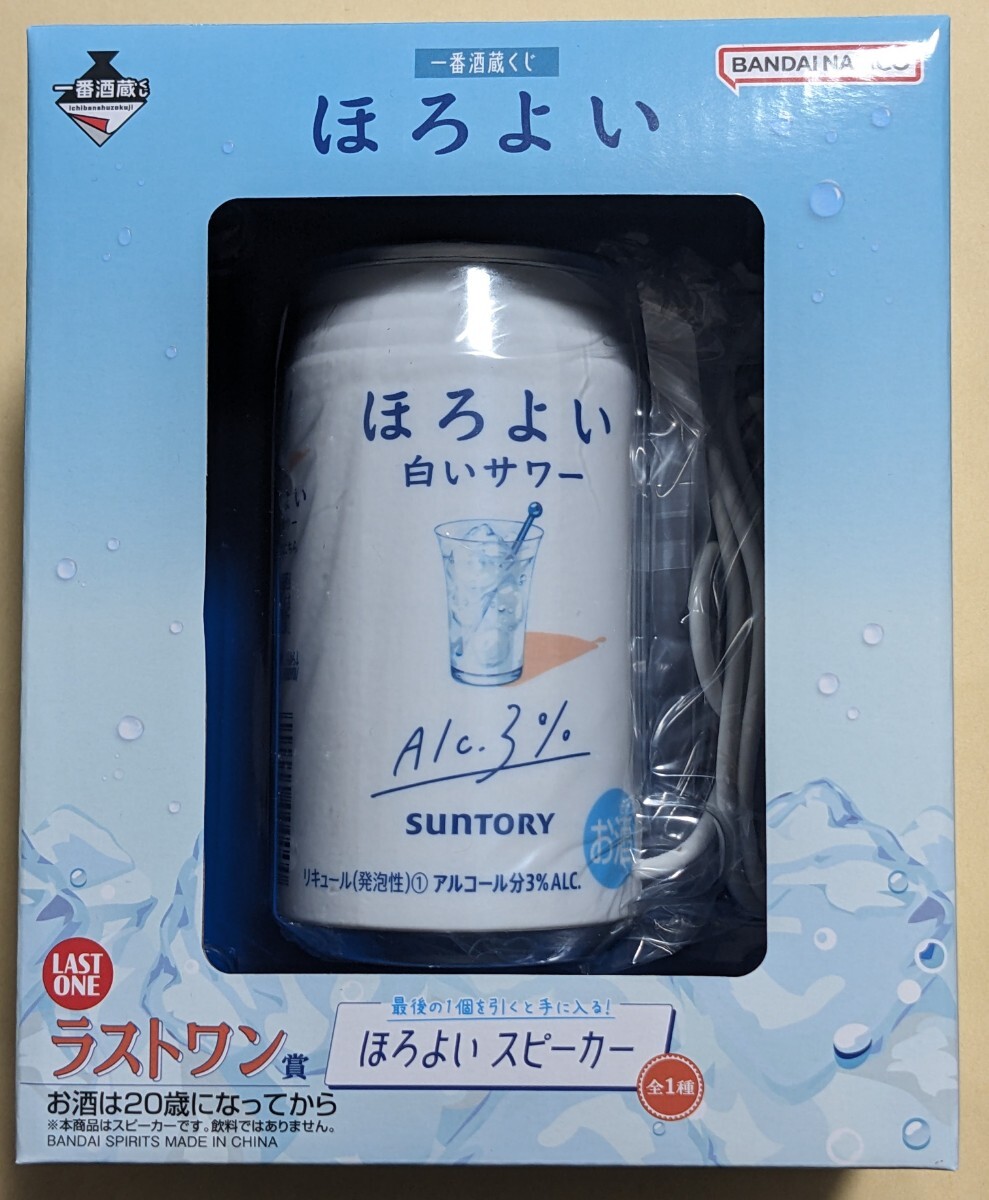 一番酒蔵くじ
ichibanshuzokuji
一番酒蔵くじ
ほろよい
BANDAI NAMCO
ほろよい
白いサワー
Alc.3%
SUNTORY
お酒
リキュール(発泡性)① アルコール分3%ALC.
LAST
ONE
ラストワン賞
最後の1個を引くと手に入る!
ほろよい スピーカー
全1種
お酒は20歳になってから
※本商品はスピーカーです。飲料ではありません。
BANDAI SPIRITS MADE IN CHINA